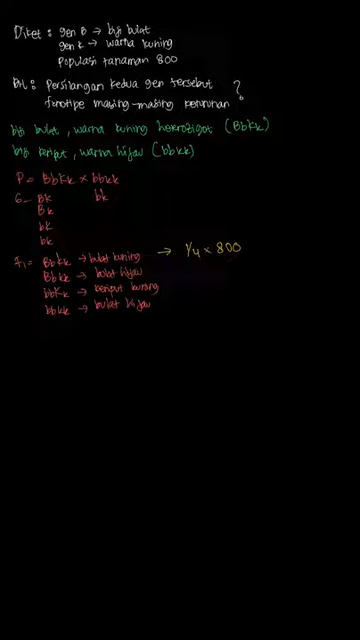 Diket : gen B → biji bulat
gen K → warna kuning
Populasi tanaman 800
Dit : Persilangan kedua gen tersebut
fenotipe masing-masing keturunan ?
biji bulat, warna kuning heterozigot (BbKk)
biji keriput, warna hijau (bbkk)
P = BbKk × bbkk
G = BK bk
Bk
bK
bk
F1 = BbKk → bulat kuning → 1/4 × 800
Bbkk → bulat hijau
bbKk → keriput kuning
bbkk → bulat hijau